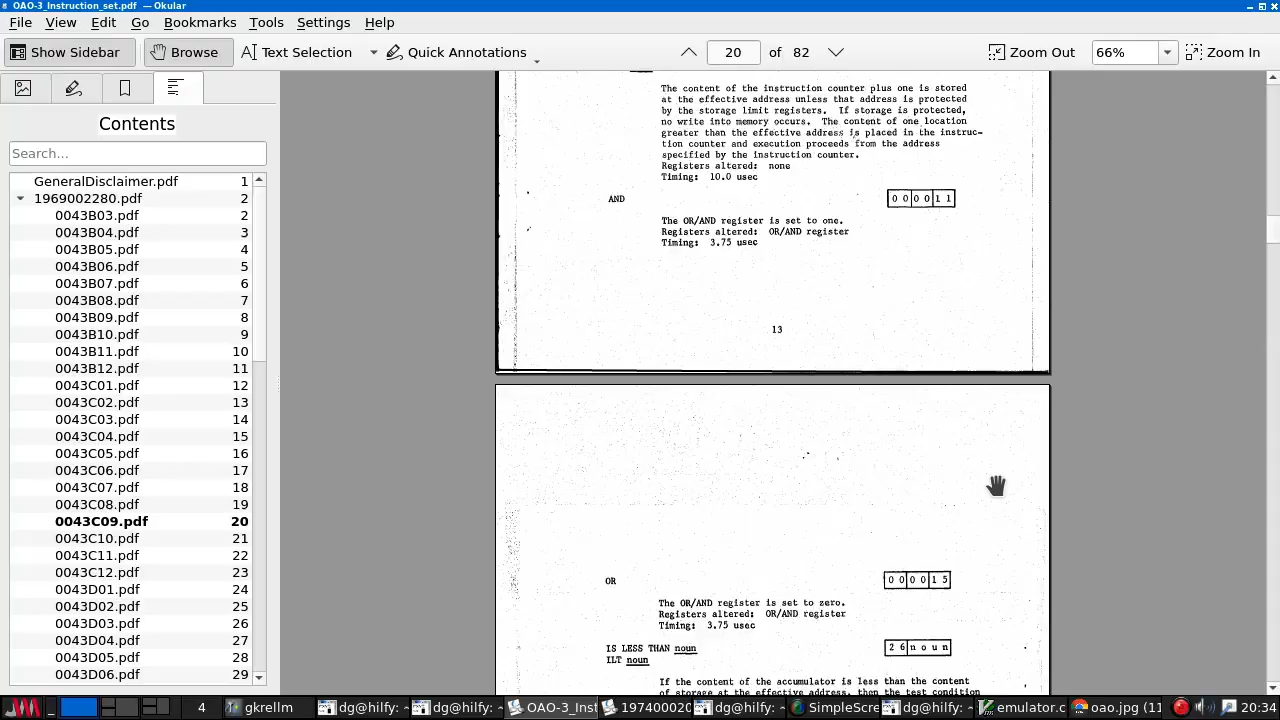 OAO-3_Instruction_set.pdf — Okular
File View Edit Go Bookmarks Tools Settings Help
Show Sidebar Browse Text Selection Quick Annotations 20 of 82 Zoom Out 66% Zoom In
Contents
Search...
GeneralDisclaimer.pdf 1
1969002280.pdf 2
0043B03.pdf 2
0043B04.pdf 3
0043B05.pdf 4
0043B06.pdf 5
0043B07.pdf 6
0043B08.pdf 7
0043B09.pdf 8
0043B10.pdf 9
0043B11.pdf 10
0043B12.pdf 11
0043C01.pdf 12
0043C02.pdf 13
0043C03.pdf 14
0043C04.pdf 15
0043C05.pdf 16
0043C06.pdf 17
0043C07.pdf 18
0043C08.pdf 19
0043C09.pdf 20
0043C10.pdf 21
0043C11.pdf 22
0043C12.pdf 23
0043D01.pdf 24
0043D02.pdf 25
0043D03.pdf 26
0043D04.pdf 27
0043D05.pdf 28
0043D06.pdf 29
The content of the instruction counter plus one is stored
at the effective address unless that address is protected
by the storage limit registers. If storage is protected,
no write into memory occurs. The content of one location
greater than the effective address is placed in the instruc-
tion counter and execution proceeds from the address
specified by the instruction counter.
Registers altered: none
Timing: 10.0 usec
AND 0 0 0 0 1 1
The OR/AND register is set to one.
Registers altered: OR/AND register
Timing: 3.75 usec
13
OR 0 0 0 0 1 5
The OR/AND register is set to zero.
Registers altered: OR/AND register
Timing: 3.75 usec
IS LESS THAN noun 2 6 n o u n
ILT noun
If the content of the accumulator is less than the content
of storage at the effective address, then the test condition
4 gkrellm dg@hilfy: ~ dg@hilfy: ~ OAO-3_Inst 197400020 dg@hilfy: ~ SimpleScre dg@hilfy: ~ emulator.c oao.jpg (11 20:34